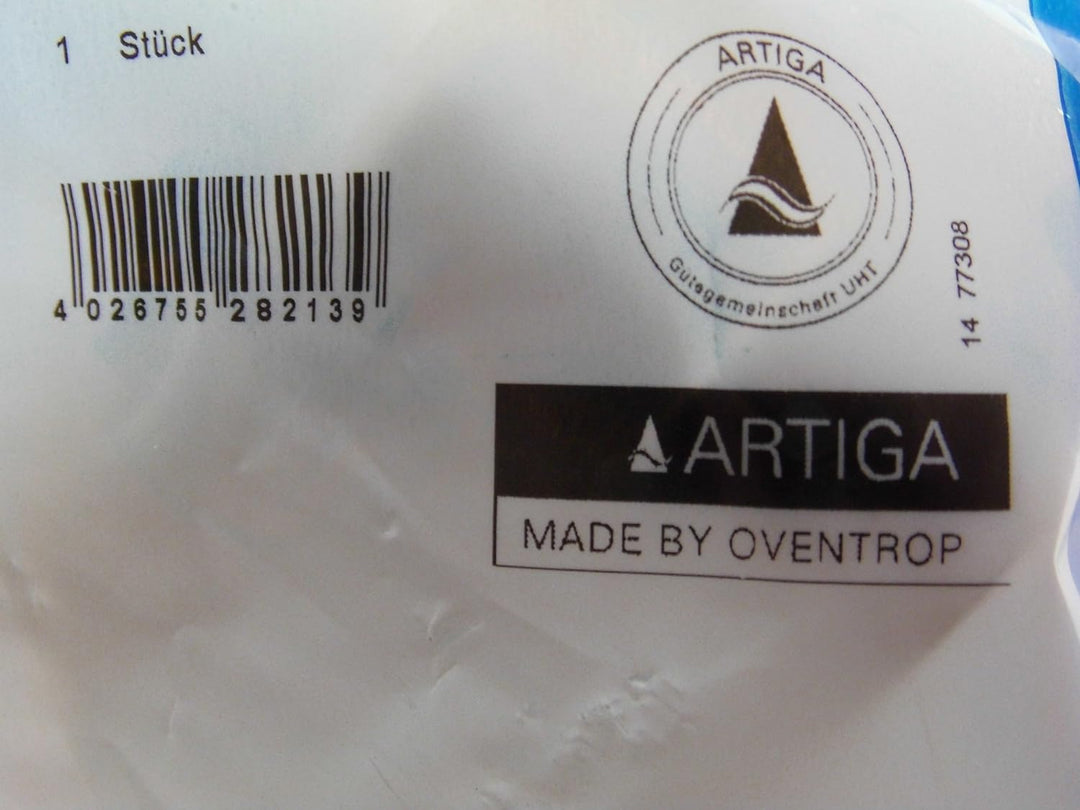 1 Stück
4 026755 282139
ARTIGA
Gütegemeinschaft UHT
14 77308
ARTIGA
MADE BY OVENTROP